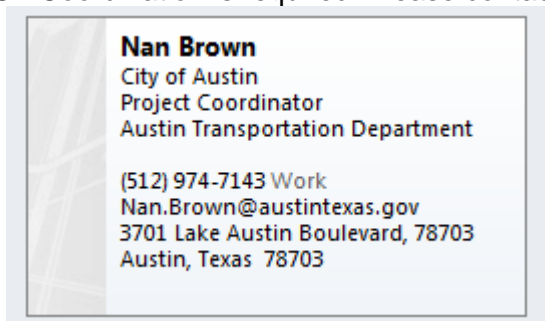 Nan Brown
City of Austin
Project Coordinator
Austin Transportation Department
(512) 974-7143 Work
Nan.Brown@austintexas.gov
3701 Lake Austin Boulevard, 78703
Austin, Texas 78703